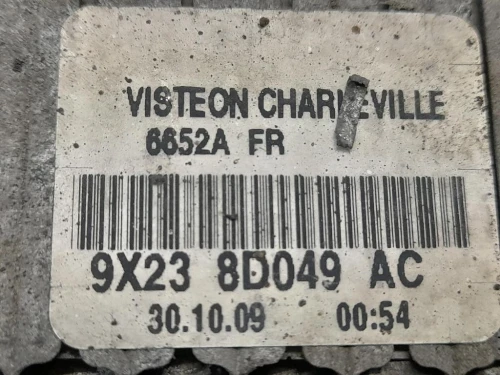 VISTEON CHARLEVILLE
6652A FR
9X23 8D049 AC
30.10.09 00:54